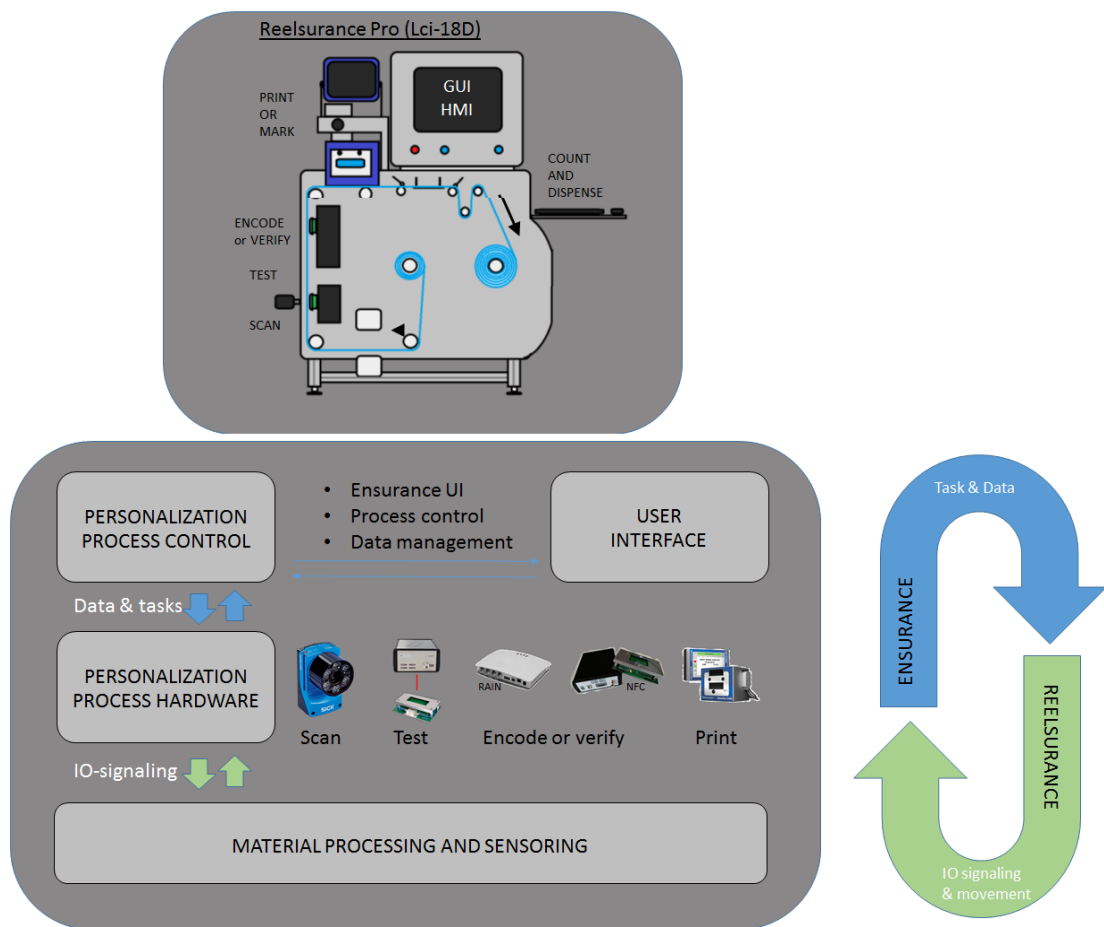 Reelsurance Pro (Lci-18D)
PRINT
OR
MARK
GUI
HMI
COUNT
AND
DISPENSE
ENCODE
or VERIFY
TEST
SCAN
PERSONALIZATION
PROCESS CONTROL
• Ensurance UI
• Process control
• Data management
USER
INTERFACE
Data & tasks
PERSONALIZATION
PROCESS HARDWARE
SICK
RAIN
NFC
Scan
Test
Encode or verify
Print
IO-signaling
MATERIAL PROCESSING AND SENSORING
Task & Data
ENSURANCE
REELSURANCE
IO signaling
& movement